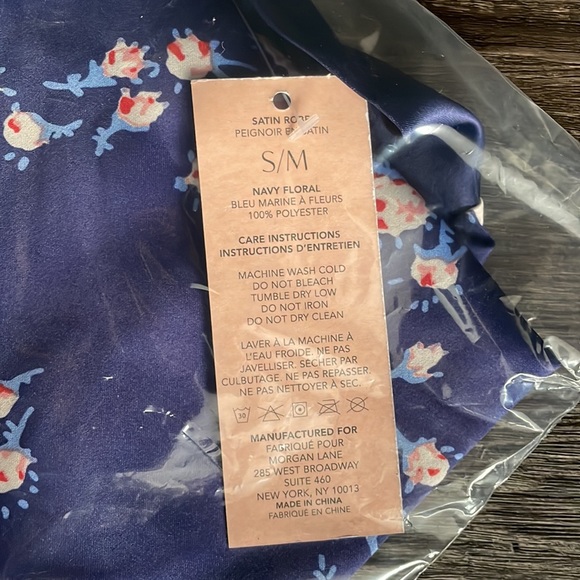 SATIN ROBE
PEIGNOIR EN SATIN
S/M
NAVY FLORAL
BLEU MARINE À FLEURS
100% POLYESTER
CARE INSTRUCTIONS
INSTRUCTIONS D'ENTRETIEN
MACHINE WASH COLD
DO NOT BLEACH
TUMBLE DRY LOW
DO NOT IRON
DO NOT DRY CLEAN
LAVER À LA MACHINE À
L'EAU FROIDE. NE PAS
JAVELLISER. SÉCHER PAR
CULBUTAGE. NE PAS REPASSER.
NE PAS NETTOYER À SEC.
30
MANUFACTURED FOR
FABRIQUÉ POUR
MORGAN LANE
285 WEST BROADWAY
SUITE 460
NEW YORK, NY 10013
MADE IN CHINA
FABRIQUÉ EN CHINE